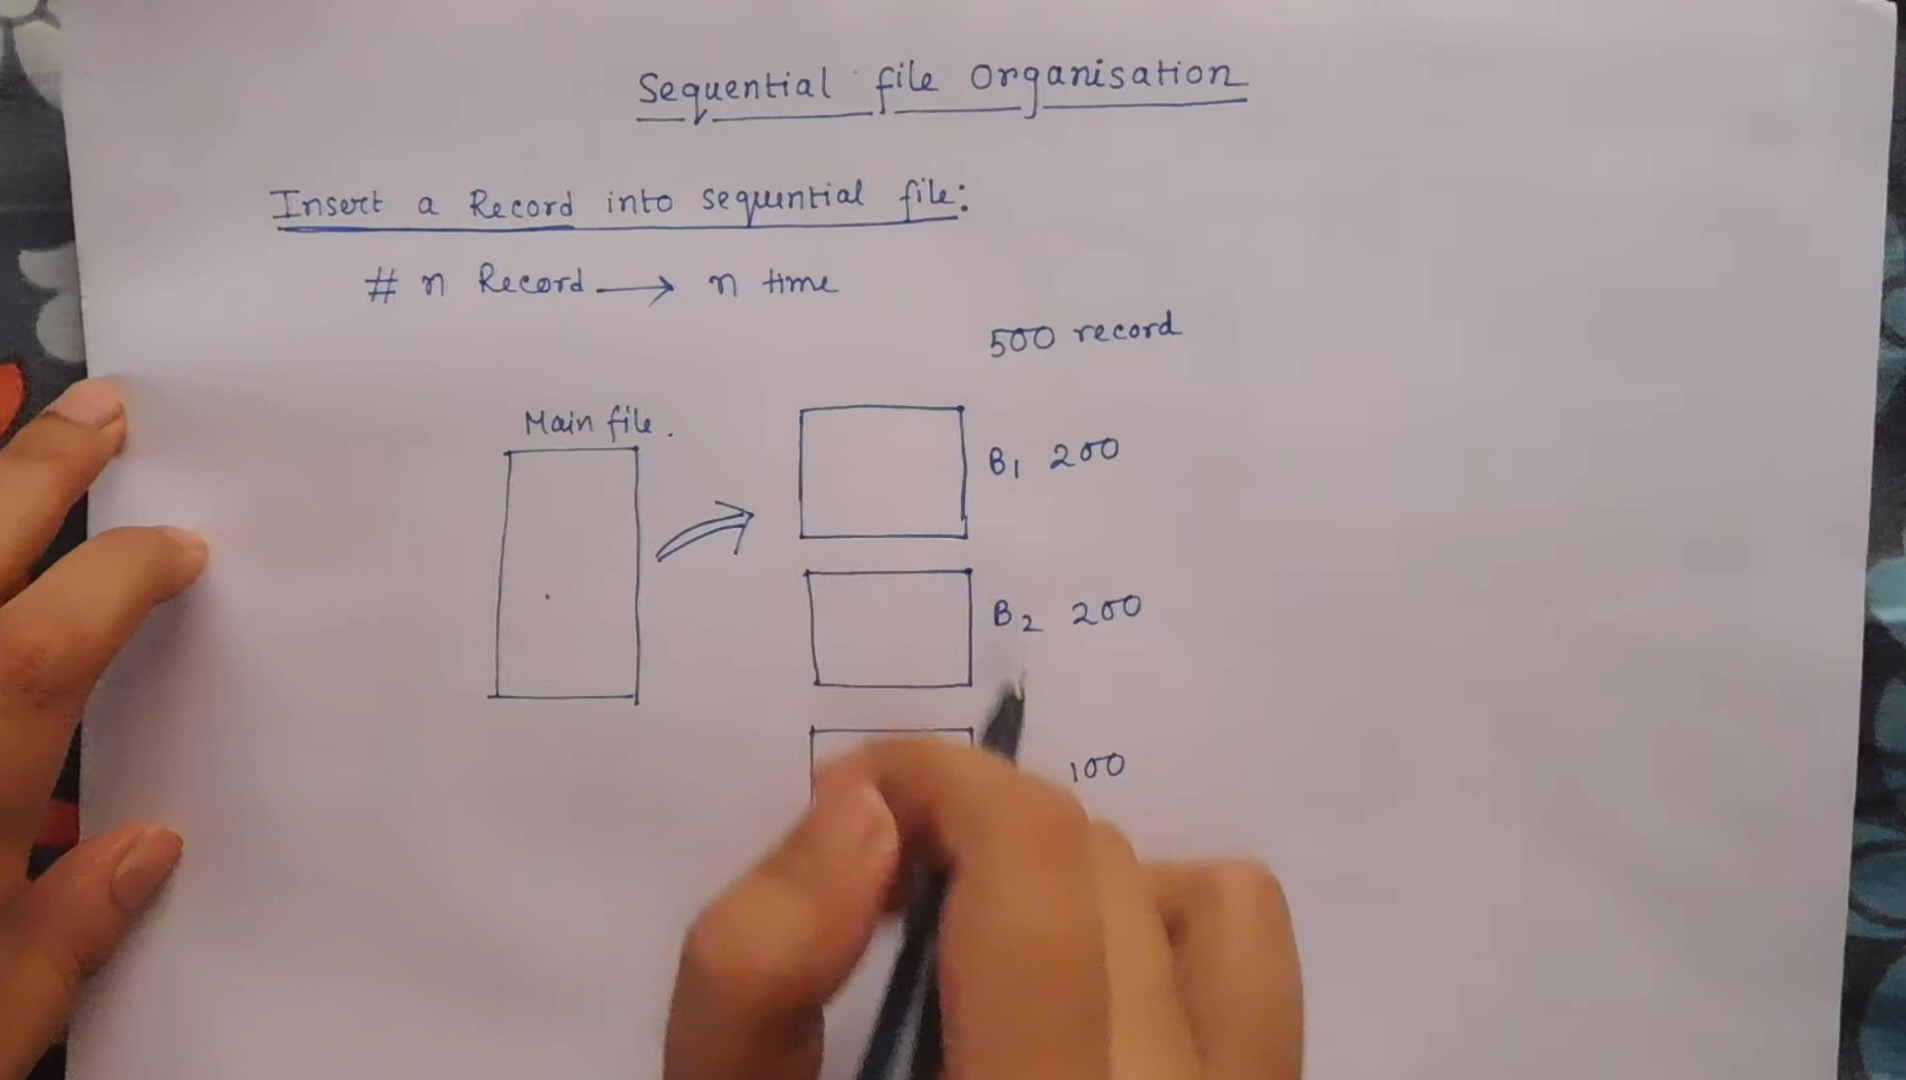 Sequential file Organisation
Insert a Record into sequential file:
# n Record → n time
500 record
Main file.
B1 200
B2 200
100